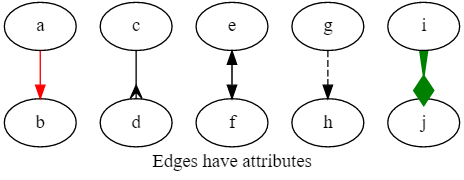 a c e g i
b d f h j
Edges have attributes